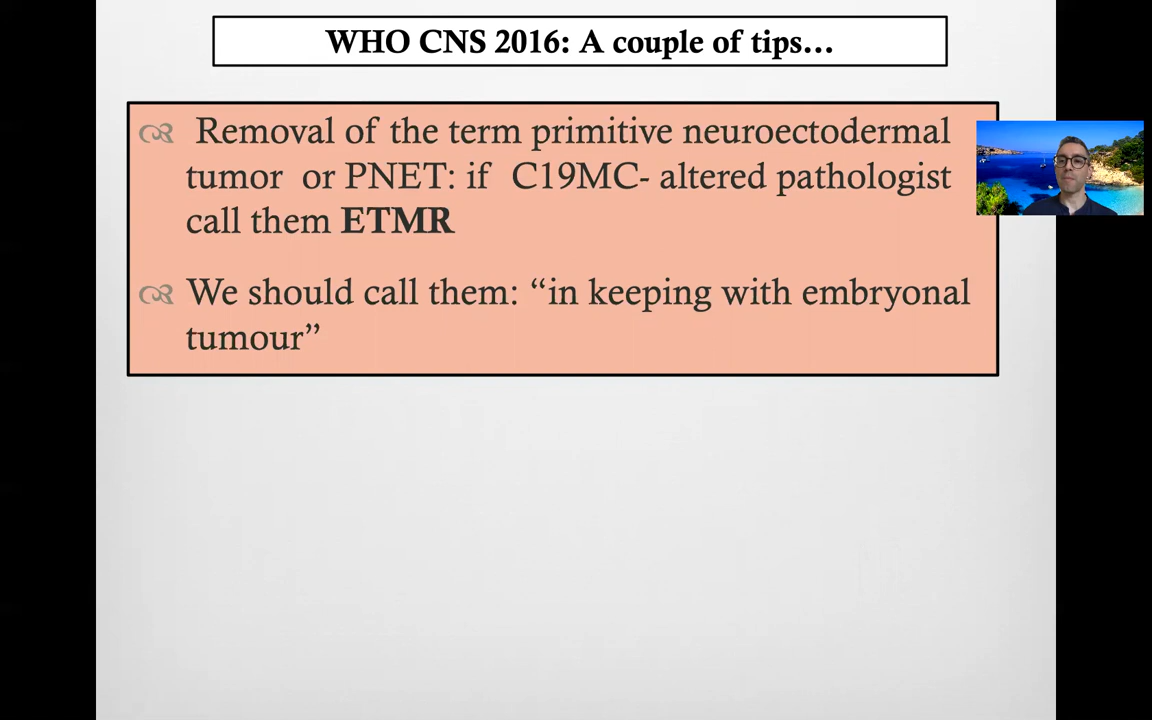 WHO CNS 2016: A couple of tips…
Removal of the term primitive neuroectodermal
tumor or PNET: if C19MC- altered pathologist
call them ETMR
We should call them: “in keeping with embryonal
tumour”